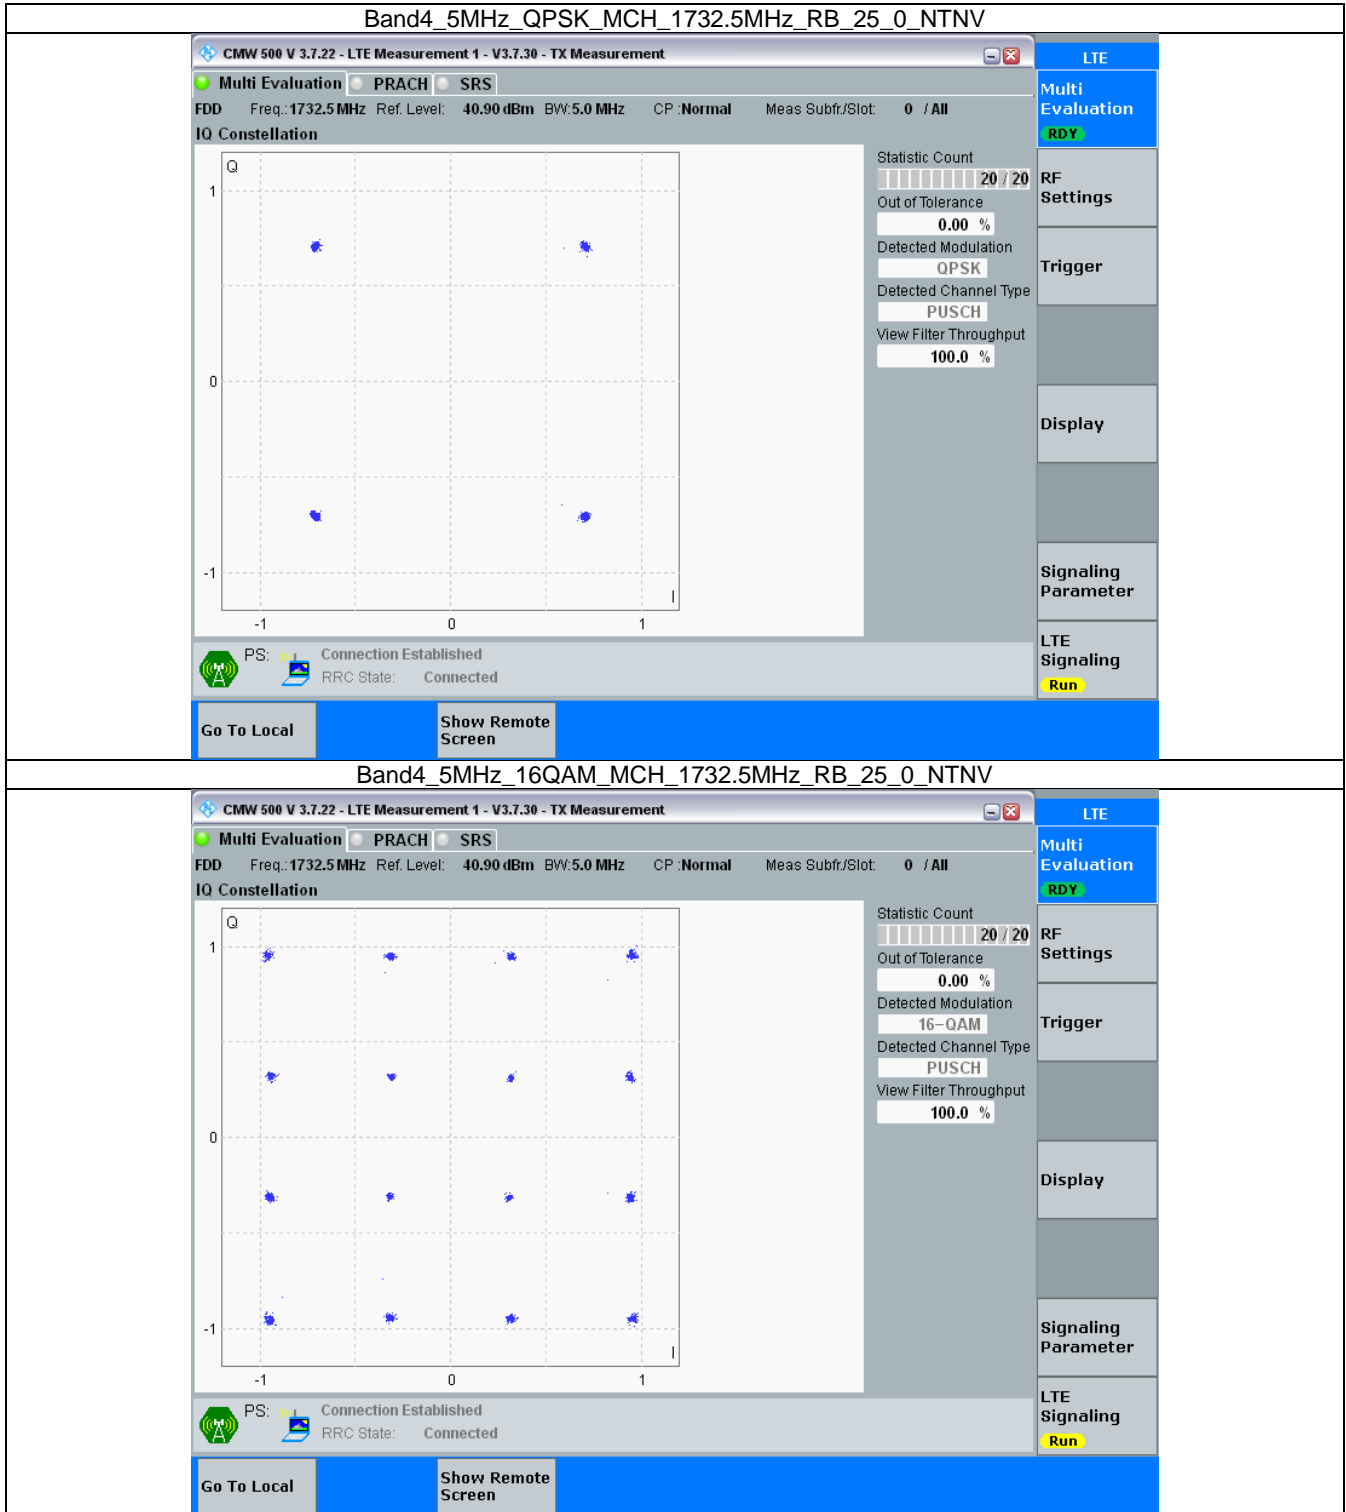 Band4_5MHz_QPSK_MCH_1732.5MHz_RB_25_0_NTNV
CMW 500 V 3.7.22 - LTE Measurement 1 - V3.7.30 - TX Measurement
LTE
Multi Evaluation PRACH SRS
Multi
Evaluation
RDY
FDD Freq.: 1732.5 MHz Ref. Level: 40.90 dBm BW: 5.0 MHz CP : Normal Meas Subfr./Slot: 0 / All
IQ Constellation
Q
1
0
-1
I
-1 0 1
Statistic Count
20 / 20
Out of Tolerance
0.00 %
Detected Modulation
QPSK
Detected Channel Type
PUSCH
View Filter Throughput
100.0 %
RF
Settings
Trigger
Display
Signaling
Parameter
LTE
Signaling
Run
PS: Connection Established
RRC State: Connected
Go To Local
Show Remote
Screen
Band4_5MHz_16QAM_MCH_1732.5MHz_RB_25_0_NTNV
CMW 500 V 3.7.22 - LTE Measurement 1 - V3.7.30 - TX Measurement
LTE
Multi Evaluation PRACH SRS
Multi
Evaluation
RDY
FDD Freq.: 1732.5 MHz Ref. Level: 40.90 dBm BW: 5.0 MHz CP : Normal Meas Subfr./Slot: 0 / All
IQ Constellation
Q
1
0
-1
I
-1 0 1
Statistic Count
20 / 20
Out of Tolerance
0.00 %
Detected Modulation
16-QAM
Detected Channel Type
PUSCH
View Filter Throughput
100.0 %
RF
Settings
Trigger
Display
Signaling
Parameter
LTE
Signaling
Run
PS: Connection Established
RRC State: Connected
Go To Local
Show Remote
Screen